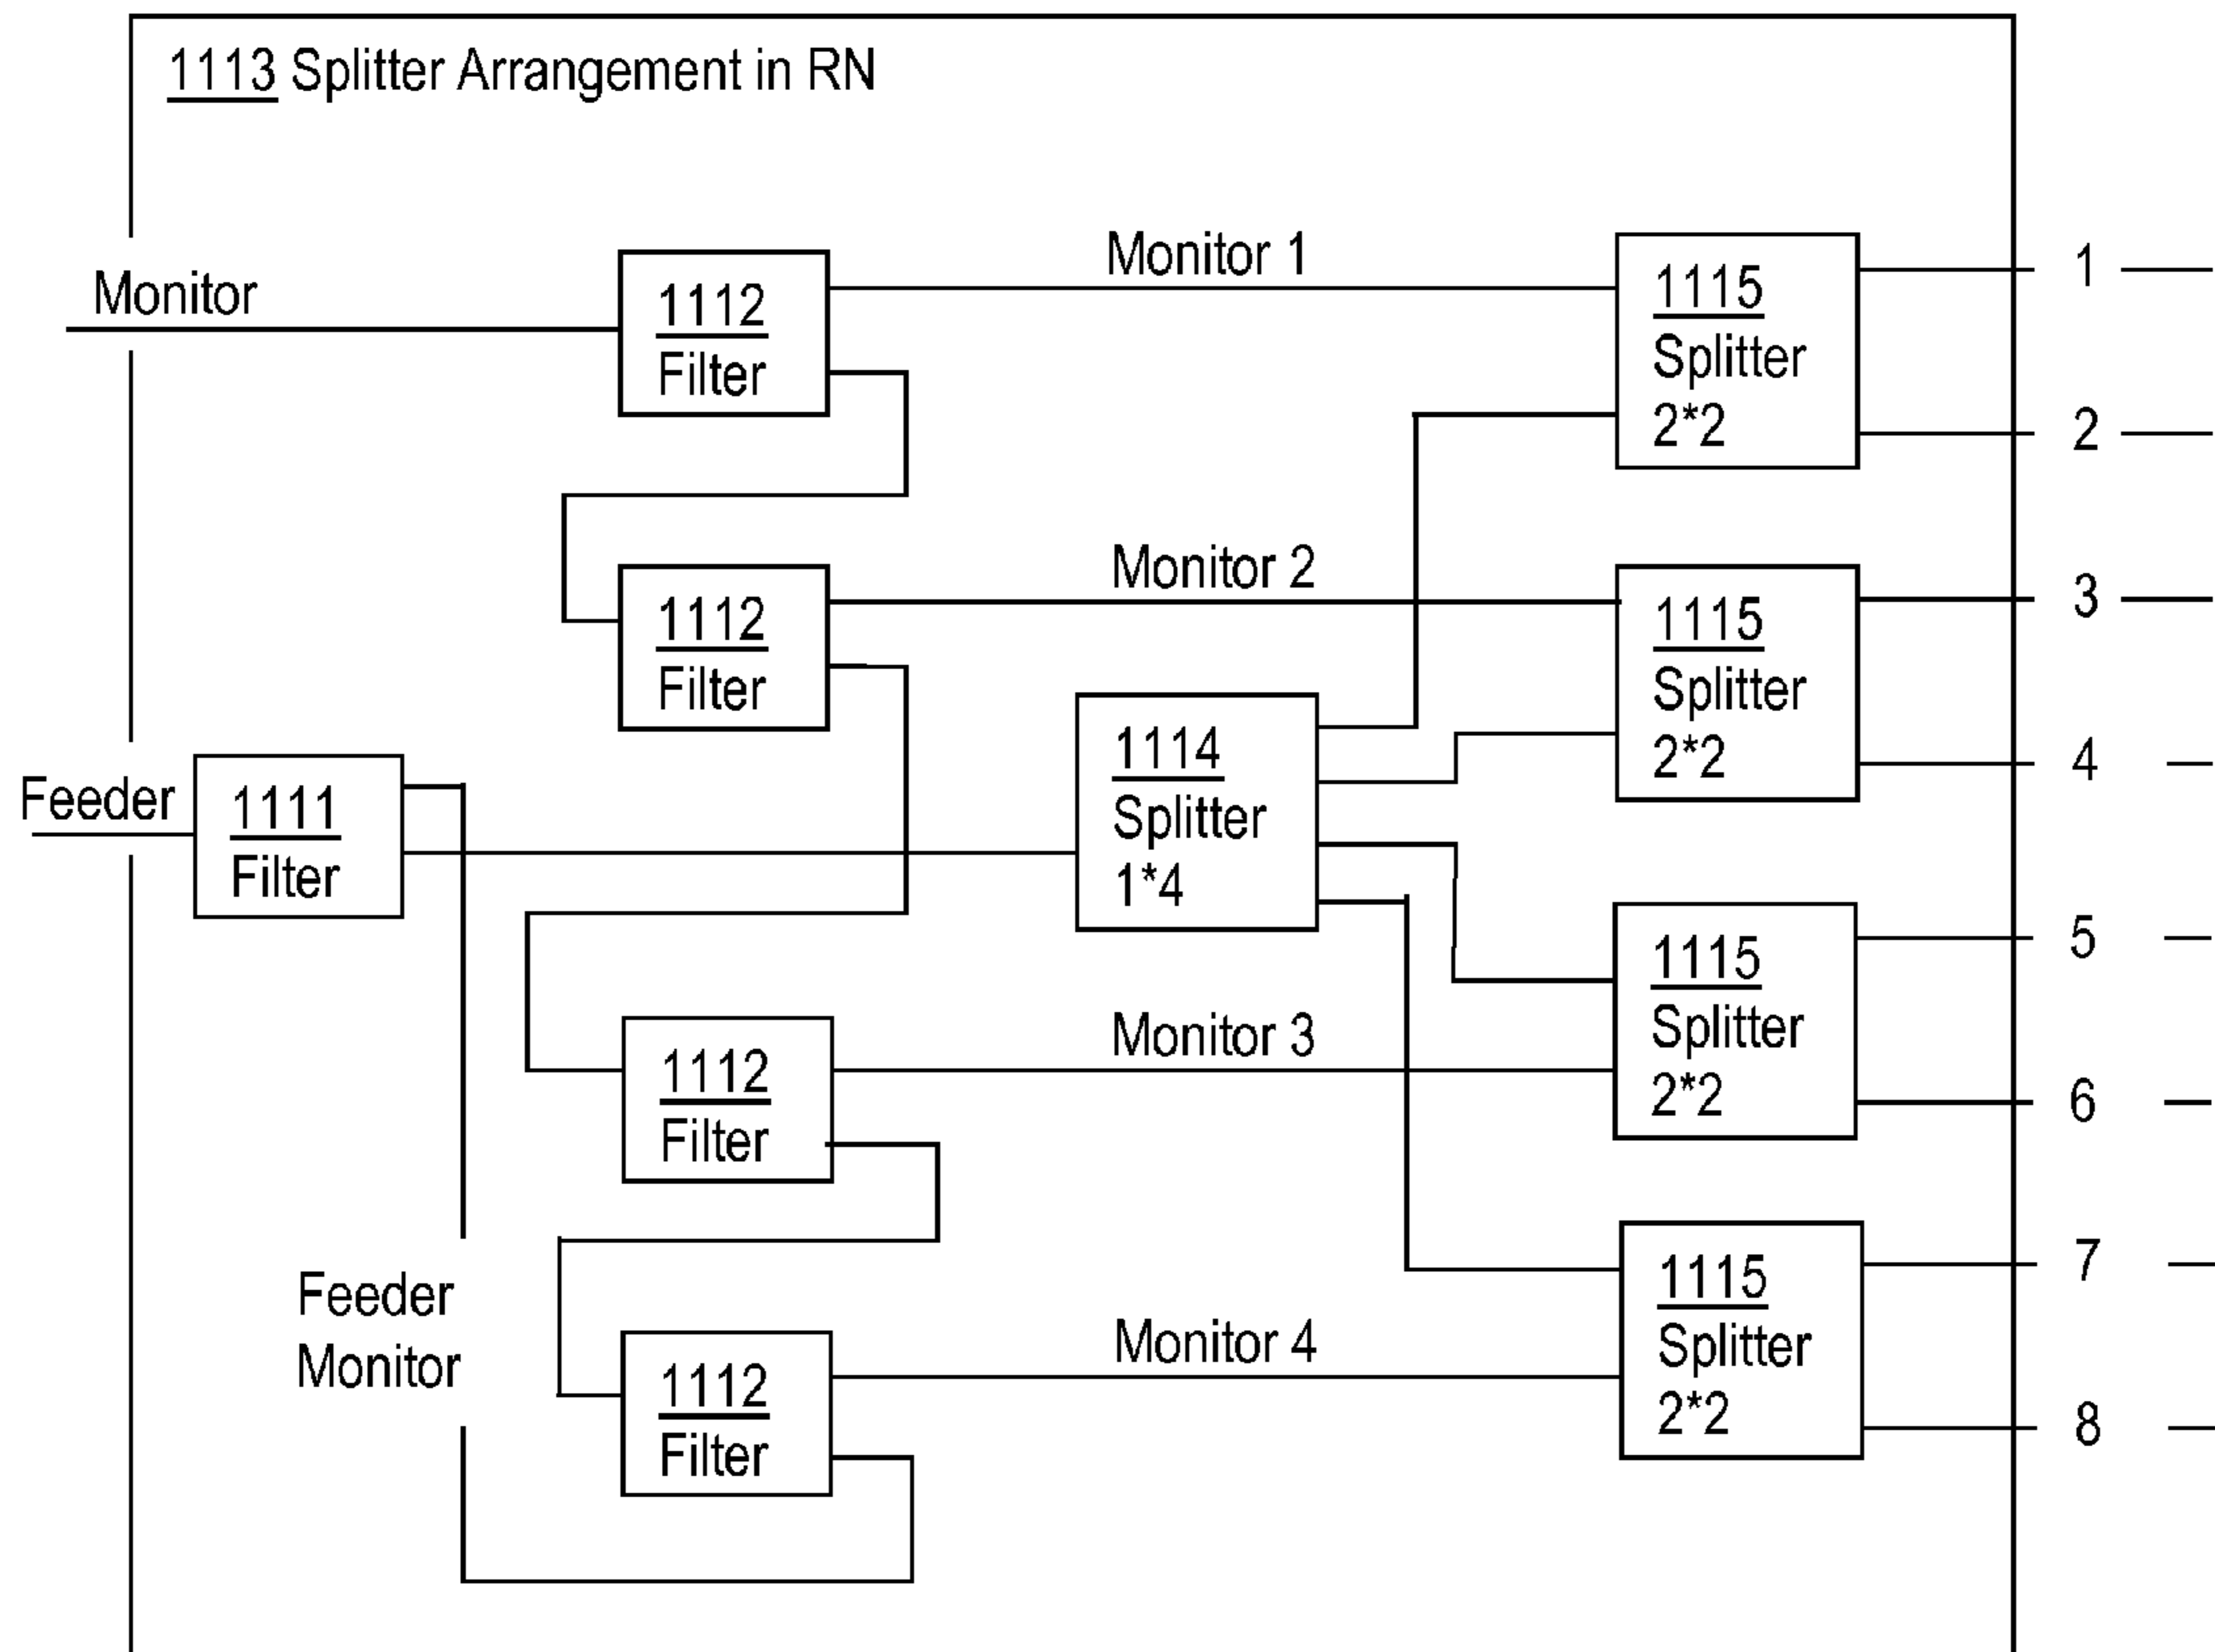 1113 Splitter Arrangement in RN
Monitor
1112
Filter
Monitor 1
1115
Splitter
2*2
1
2
1112
Filter
Monitor 2
1115
Splitter
2*2
3
4
Feeder
1111
Filter
1114
Splitter
1*4
1112
Filter
Monitor 3
1115
Splitter
2*2
5
6
Feeder
Monitor
1112
Filter
Monitor 4
1115
Splitter
2*2
7
8